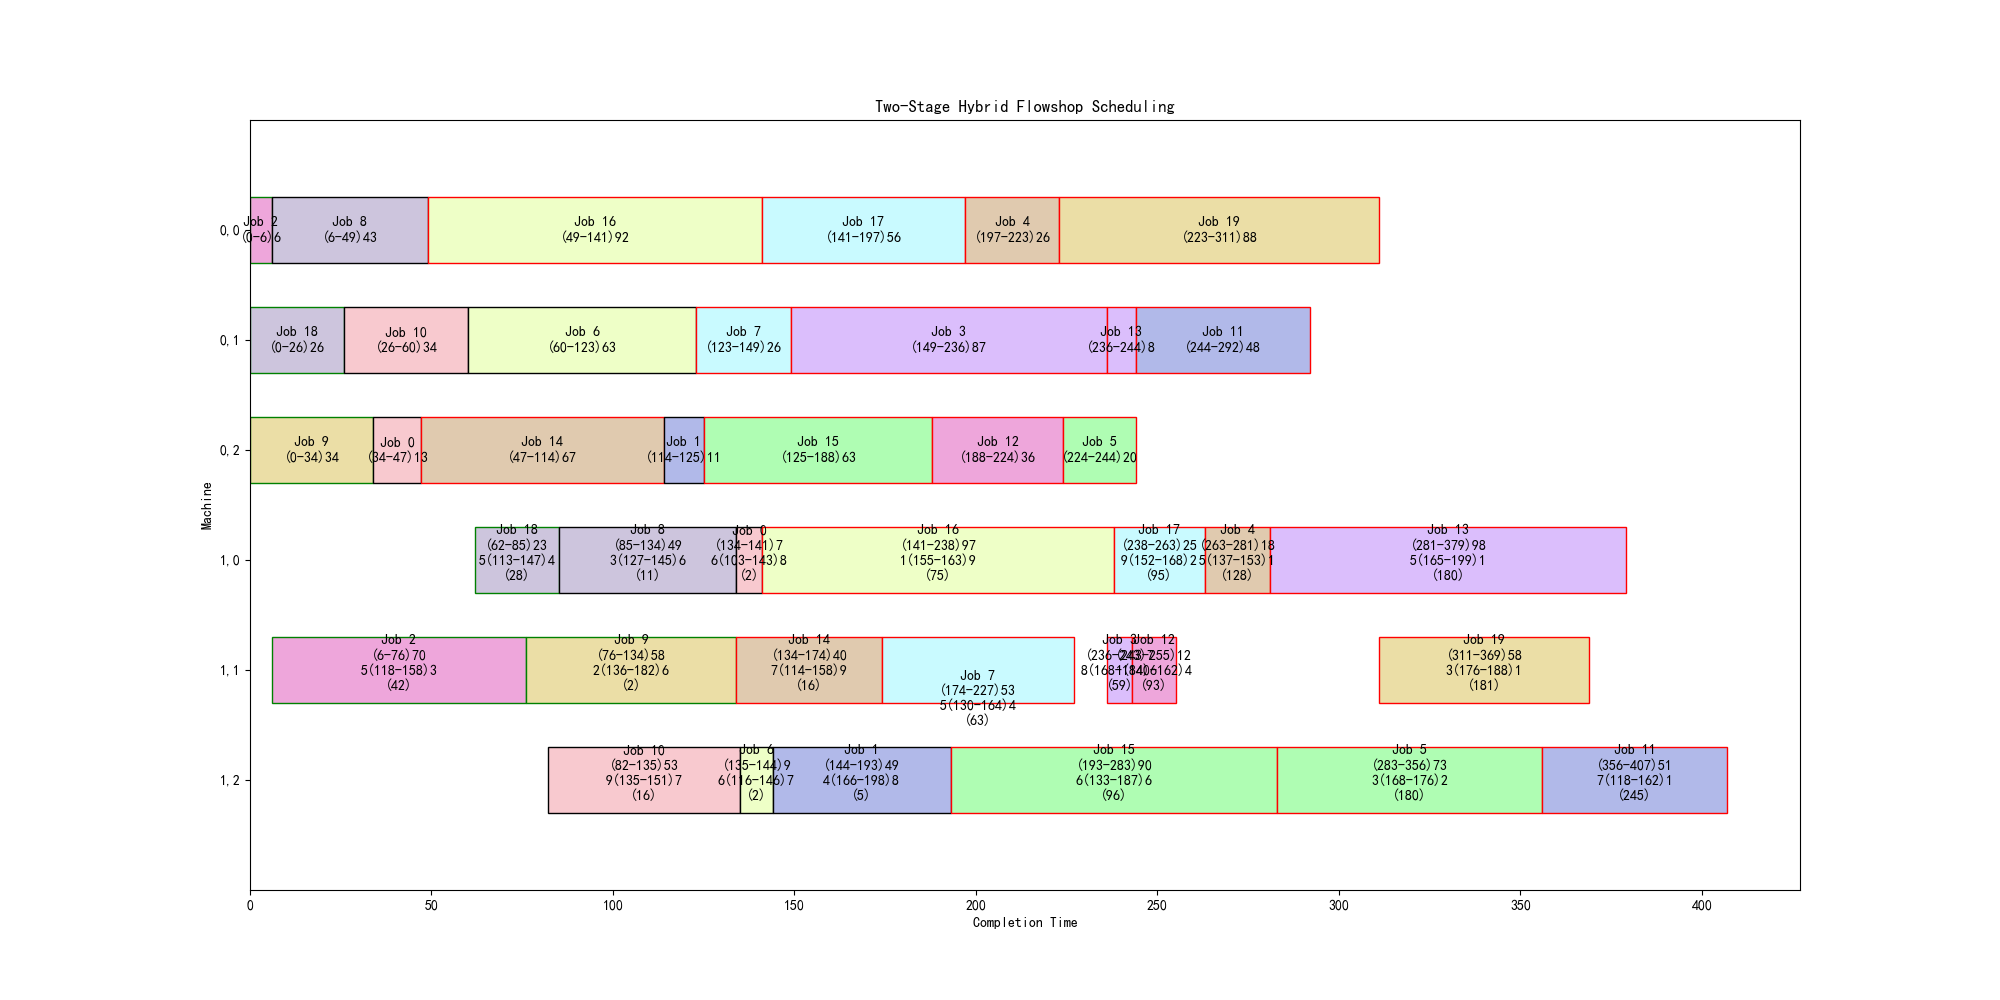 Two-Stage Hybrid Flowshop Scheduling
0,0
Job 2
(0-6)6
Job 8
(6-49)43
Job 16
(49-141)92
Job 17
(141-197)56
Job 4
(197-223)26
Job 19
(223-311)88
0,1
Job 18
(0-26)26
Job 10
(26-60)34
Job 6
(60-123)63
Job 7
(123-149)26
Job 3
(149-236)87
Job 13
(236-244)8
Job 11
(244-292)48
0,2
Job 9
(0-34)34
Job 0
(34-47)13
Job 14
(47-114)67
Job 1
(114-125)11
Job 15
(125-188)63
Job 12
(188-224)36
Job 5
(224-244)20
Machine
1,0
Job 18
(62-85)23
5(113-147)4
(28)
Job 8
(85-134)49
3(127-145)6
(11)
Job 0
(134-141)7
6(103-143)8
(2)
Job 16
(141-238)97
1(155-163)9
(75)
Job 17
(238-263)25
9(152-168)2
(95)
Job 4
(263-281)18
5(137-153)1
(128)
Job 13
(281-379)98
5(165-199)1
(180)
1,1
Job 2
(6-76)70
5(118-158)3
(42)
Job 9
(76-134)58
2(136-182)6
(2)
Job 14
(134-174)40
7(114-158)9
(16)
Job 7
(174-227)53
5(130-164)4
(63)
Job 3
(236-243)7
(59)
Job 12
(243-255)12
(93)
Job 19
(311-369)58
3(176-188)1
(181)
1,2
Job 10
(82-135)53
9(135-151)7
(16)
Job 6
(135-144)9
6(116-146)7
(2)
Job 1
(144-193)49
4(166-198)8
(5)
Job 15
(193-283)90
6(133-187)6
(96)
Job 5
(283-356)73
3(168-176)2
(180)
Job 11
(356-407)51
7(118-162)1
(245)
0
50
100
150
200
250
300
350
400
Completion Time